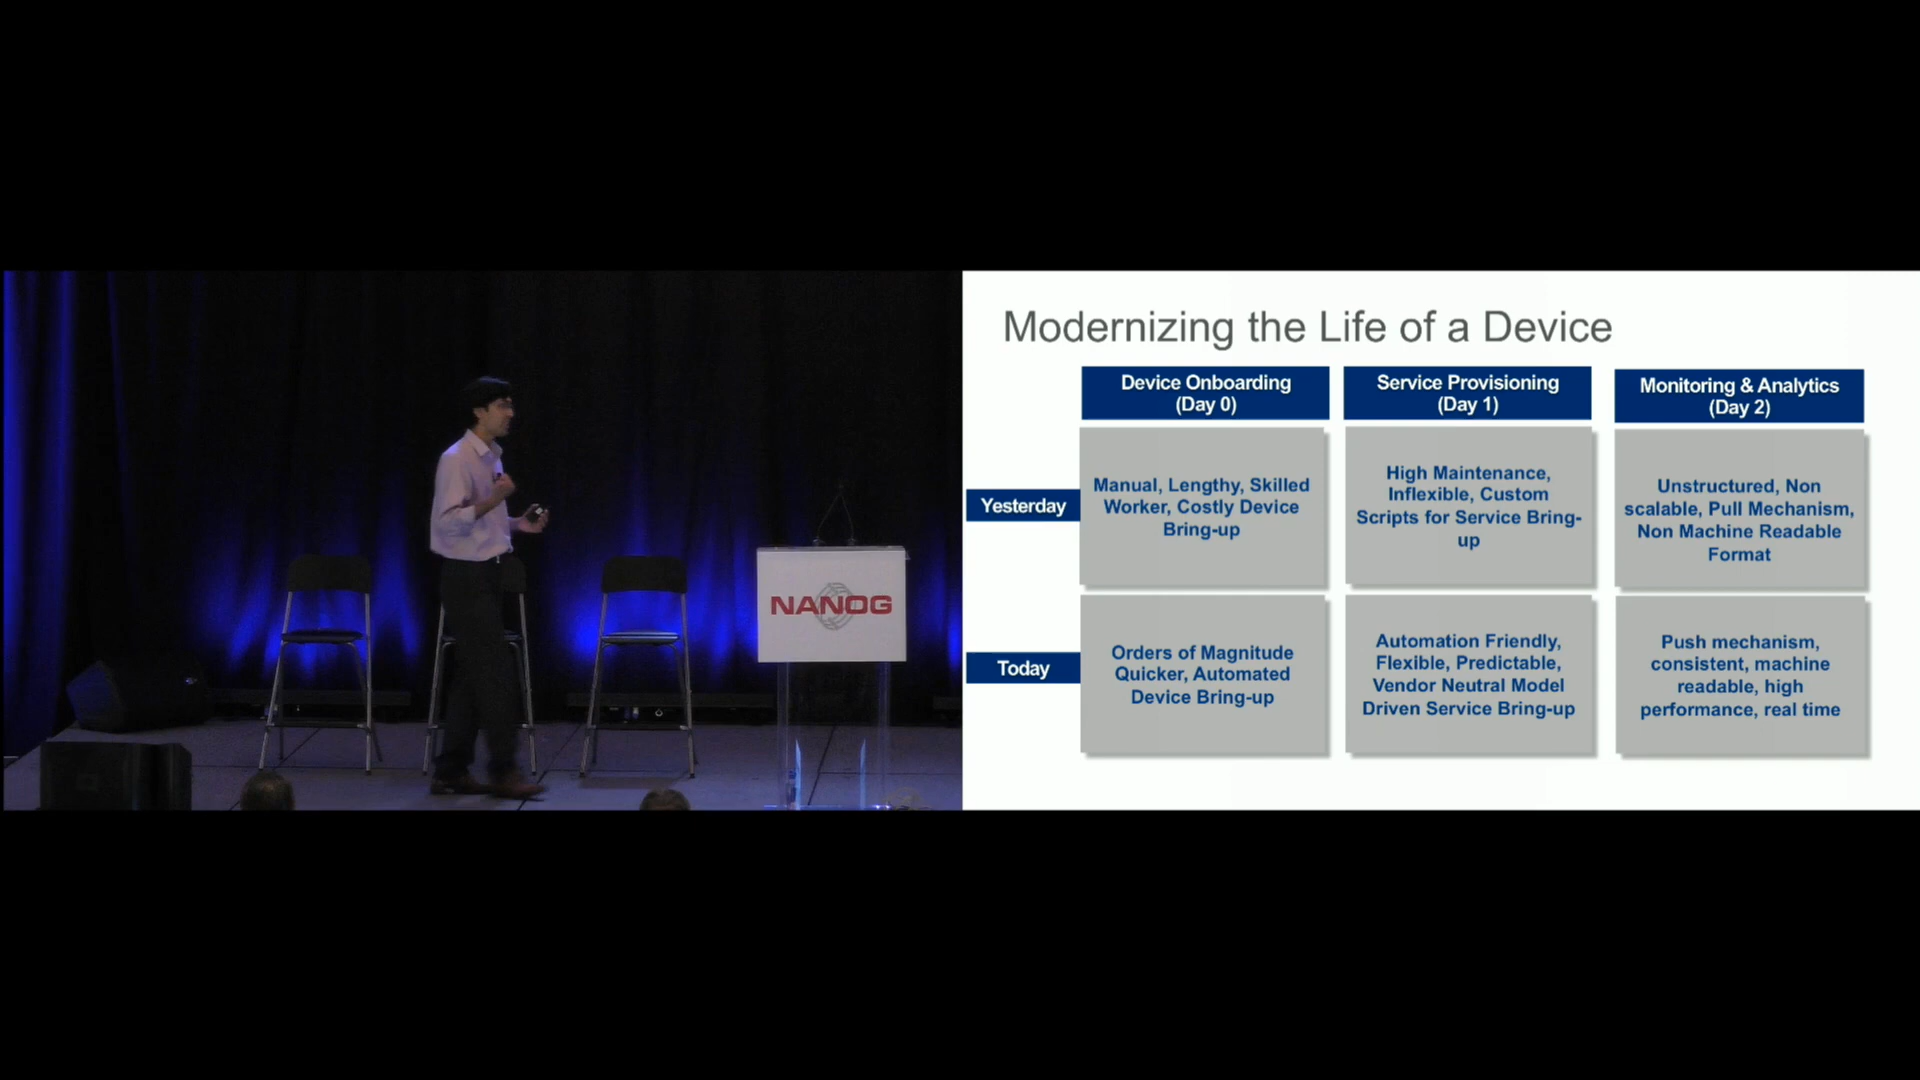 Modernizing the Life of a Device
Device Onboarding
(Day 0)
Service Provisioning
(Day 1)
Monitoring & Analytics
(Day 2)
Yesterday
Manual, Lengthy, Skilled
Worker, Costly Device
Bring-up
High Maintenance,
Inflexible, Custom
Scripts for Service Bring-
up
Unstructured, Non
scalable, Pull Mechanism,
Non Machine Readable
Format
Today
Orders of Magnitude
Quicker, Automated
Device Bring-up
Automation Friendly,
Flexible, Predictable,
Vendor Neutral Model
Driven Service Bring-up
Push mechanism,
consistent, machine
readable, high
performance, real time
NANOG